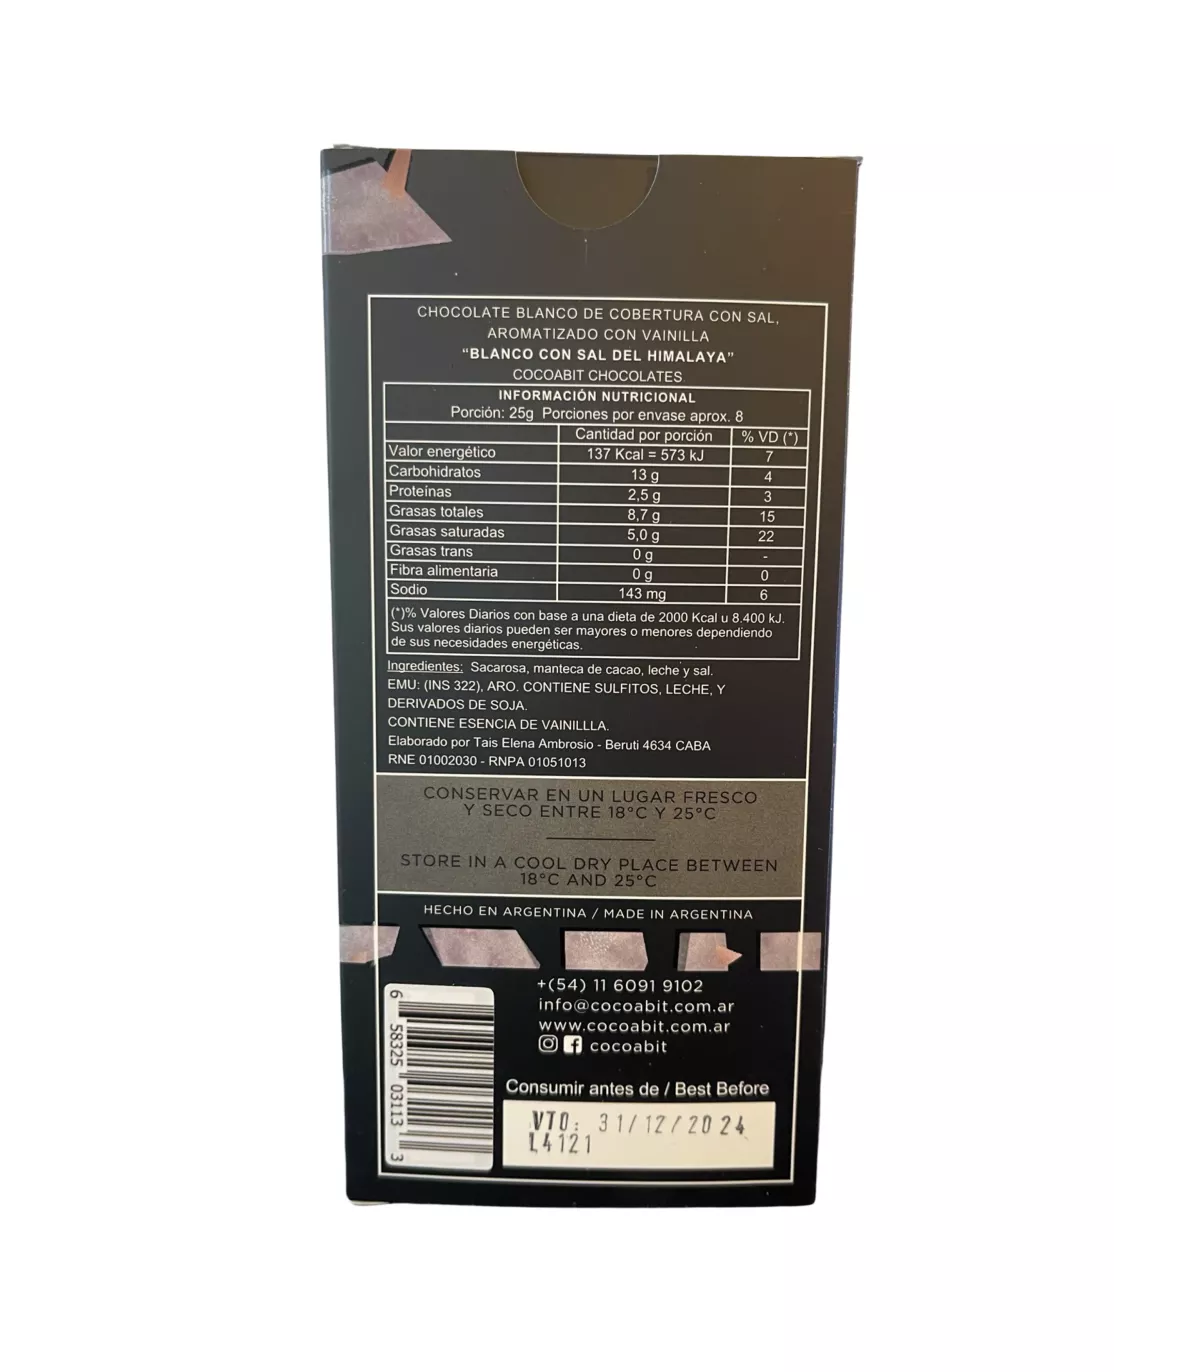 CHOCOLATE BLANCO DE COBERTURA CON SAL,
AROMATIZADO CON VAINILLA
“BLANCO CON SAL DEL HIMALAYA”
COCOABIT CHOCOLATES
INFORMACIÓN NUTRICIONAL
Porción: 25g Porciones por envase aprox. 8
Cantidad por porción % VD (*)
Valor energético 137 Kcal = 573 kJ 7
Carbohidratos 13 g 4
Proteínas 2,5 g 3
Grasas totales 8,7 g 15
Grasas saturadas 5,0 g 22
Grasas trans 0 g -
Fibra alimentaria 0 g 0
Sodio 143 mg 6
(*)% Valores Diarios con base a una dieta de 2000 Kcal u 8.400 kJ.
Sus valores diarios pueden ser mayores o menores dependiendo
de sus necesidades energéticas.
Ingredientes: Sacarosa, manteca de cacao, leche y sal.
EMU: (INS 322), ARO. CONTIENE SULFITOS, LECHE, Y
DERIVADOS DE SOJA.
CONTIENE ESENCIA DE VAINILLLA.
Elaborado por Tais Elena Ambrosio - Beruti 4634 CABA
RNE 01002030 - RNPA 01051013
CONSERVAR EN UN LUGAR FRESCO
Y SECO ENTRE 18°C Y 25°C
STORE IN A COOL DRY PLACE BETWEEN
18°C AND 25°C
HECHO EN ARGENTINA / MADE IN ARGENTINA
+(54) 11 6091 9102
info@cocoabit.com.ar
www.cocoabit.com.ar
cocoabit
6 58325 03113 3
Consumir antes de / Best Before
VTO: 31/12/2024
L4121